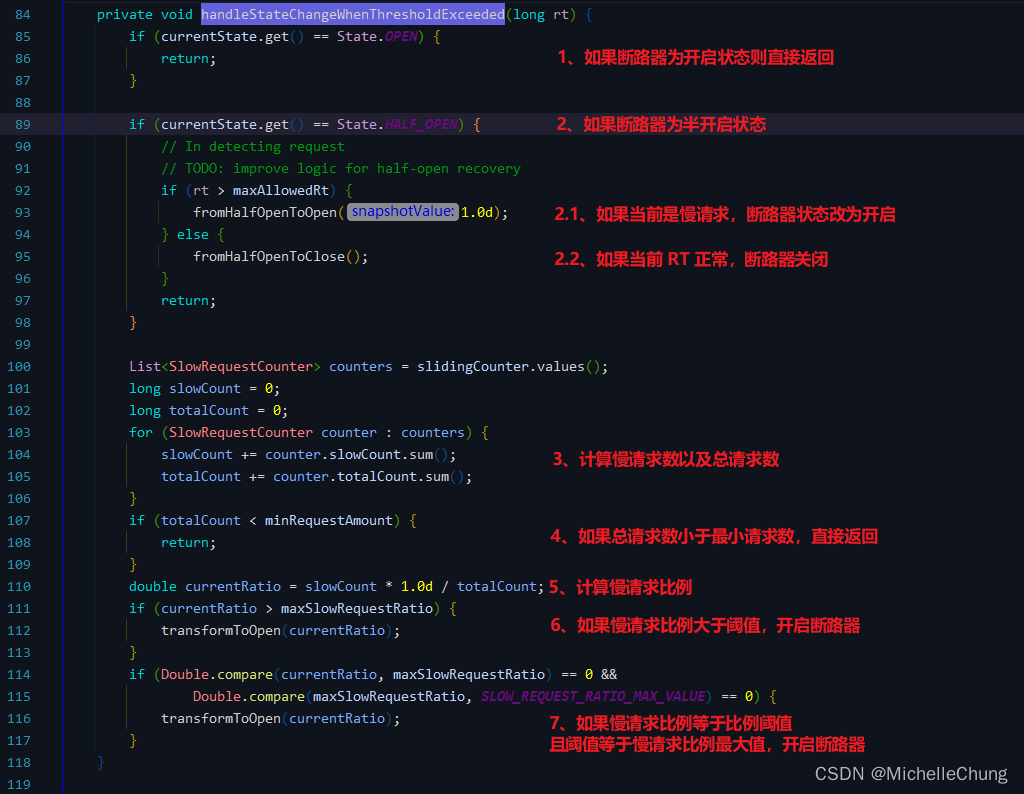 84 private void handleStateChangeWhenThresholdExceeded(long rt) {
85 if (currentState.get() == State.OPEN) {
86 return; 1、如果断路器为开启状态则直接返回
87 }
88
89 if (currentState.get() == State.HALF_OPEN) { 2、如果断路器为半开启状态
90 // In detecting request
91 // TODO: improve logic for half-open recovery
92 if (rt > maxAllowedRt) {
93 fromHalfOpenToOpen( snapshotValue: 1.0d); 2.1、如果当前是慢请求，断路器状态改为开启
94 } else {
95 fromHalfOpenToClose(); 2.2、如果当前 RT 正常，断路器关闭
96 }
97 return;
98 }
99
100 List<SlowRequestCounter> counters = slidingCounter.values();
101 long slowCount = 0;
102 long totalCount = 0;
103 for (SlowRequestCounter counter : counters) {
104 slowCount += counter.slowCount.sum(); 3、计算慢请求数以及总请求数
105 totalCount += counter.totalCount.sum();
106 }
107 if (totalCount < minRequestAmount) {
108 return; 4、如果总请求数小于最小请求数，直接返回
109 }
110 double currentRatio = slowCount * 1.0d / totalCount; 5、计算慢请求比例
111 if (currentRatio > maxSlowRequestRatio) {
112 transformToOpen(currentRatio); 6、如果慢请求比例大于阈值，开启断路器
113 }
114 if (Double.compare(currentRatio, maxSlowRequestRatio) == 0 &&
115 Double.compare(maxSlowRequestRatio, SLOW_REQUEST_RATIO_MAX_VALUE) == 0) {
116 transformToOpen(currentRatio); 7、如果慢请求比例等于比例阈值
117 } 且阈值等于慢请求比例最大值，开启断路器
118 }
119
CSDN @MichelleChung